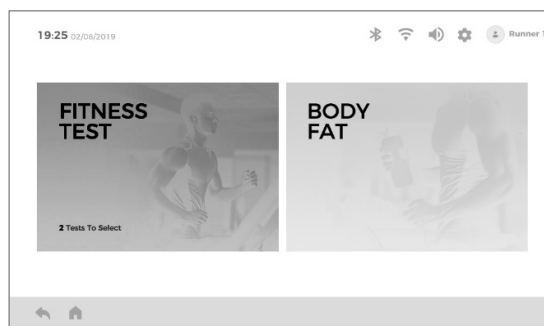 19:25 02/08/2019
Runner 1
FITNESS
TEST
2 Tests To Select
BODY
FAT